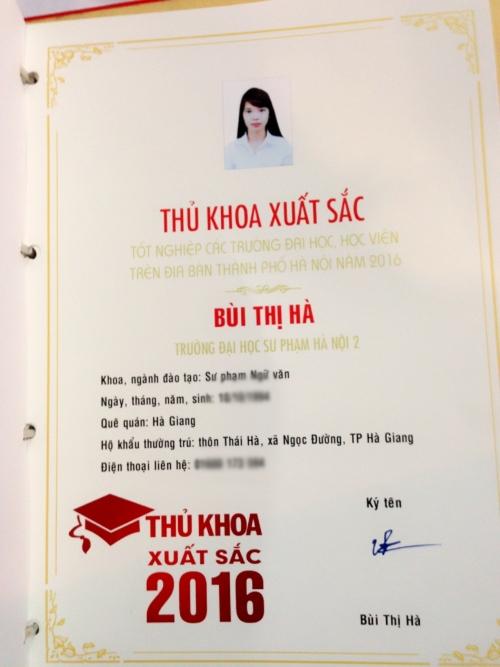 THỦ KHOA XUẤT SẮC
TỐT NGHIỆP CÁC TRƯỜNG ĐẠI HỌC, HỌC VIỆN
TRÊN ĐỊA BÀN THÀNH PHỐ HÀ NỘI NĂM 2016
BÙI THỊ HÀ
TRƯỜNG ĐẠI HỌC SƯ PHẠM HÀ NỘI 2
Khoa, ngành đào tạo: Sư phạm Ngữ văn
Ngày, tháng, năm, sinh:
Quê quán: Hà Giang
Hộ khẩu thường trú: thôn Thái Hà, xã Ngọc Đường, TP Hà Giang
Điện thoại liên hệ:
Ký tên
THỦ KHOA
XUẤT SẮC
2016
Bùi Thị Hà